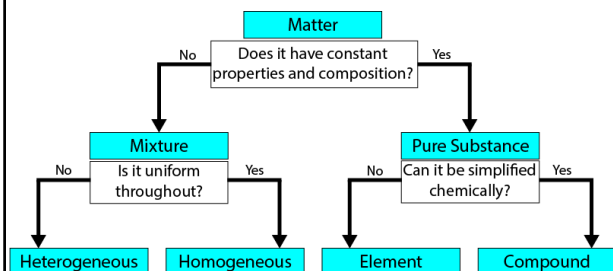 Matter
Does it have constant
properties and composition?
No
Yes
Mixture
Is it uniform
throughout?
No
Yes
Pure Substance
Can it be simplified
chemically?
No
Yes
Heterogeneous
Homogeneous
Element
Compound